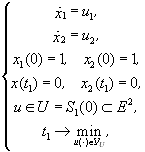 ẋ₁ = u₁,
ẋ₂ = u₂,
x₁(0) = 1, x₂(0) = 1,
x(t₁) = 0, x₂(t₁) = 0,
u ∈ U = S₁(0) ⊂ E²,
t₁ → min u(·)∈𝒱_U ,